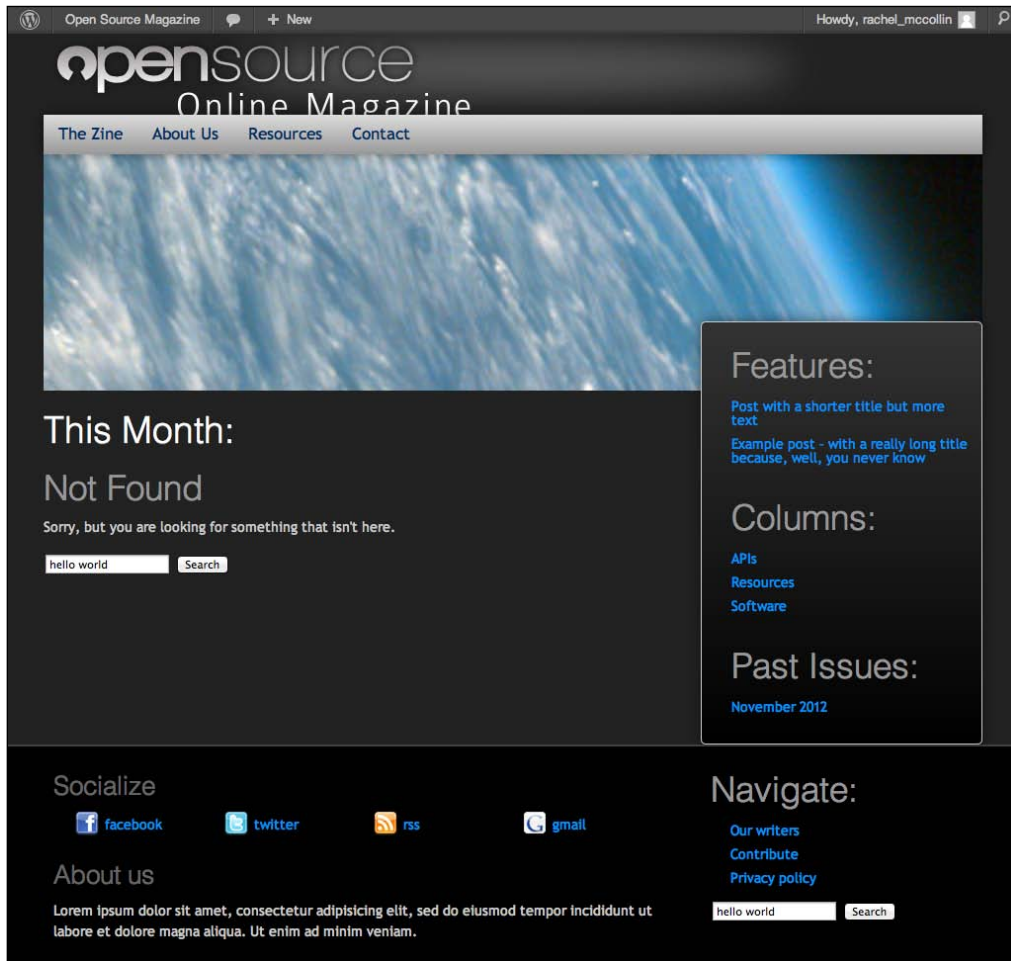 Open Source Magazine + New Howdy, rachel_mccollin
opensource
Online Magazine
The Zine About Us Resources Contact
Features:
Post with a shorter title but more
text
Example post - with a really long title
because, well, you never know
Columns:
APIs
Resources
Software
Past Issues:
November 2012
This Month:
Not Found
Sorry, but you are looking for something that isn't here.
hello world Search
Socialize
facebook twitter rss gmail
About us
Lorem ipsum dolor sit amet, consectetur adipisicing elit, sed do eiusmod tempor incididunt ut
labore et dolore magna aliqua. Ut enim ad minim veniam.
Navigate:
Our writers
Contribute
Privacy policy
hello world Search